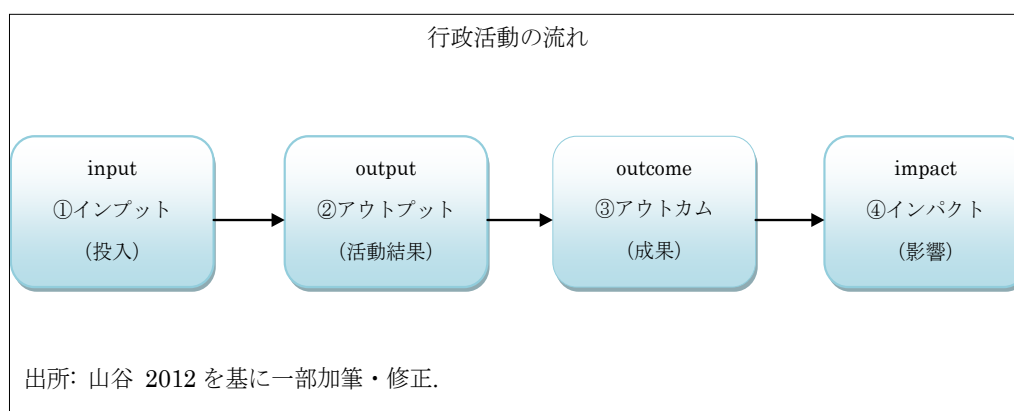 行政活動の流れ
input
①インプット
(投入)
output
②アウトプット
(活動結果)
outcome
③アウトカム
(成果)
impact
④インパクト
(影響)
出所: 山谷 2012 を基に一部加筆・修正.